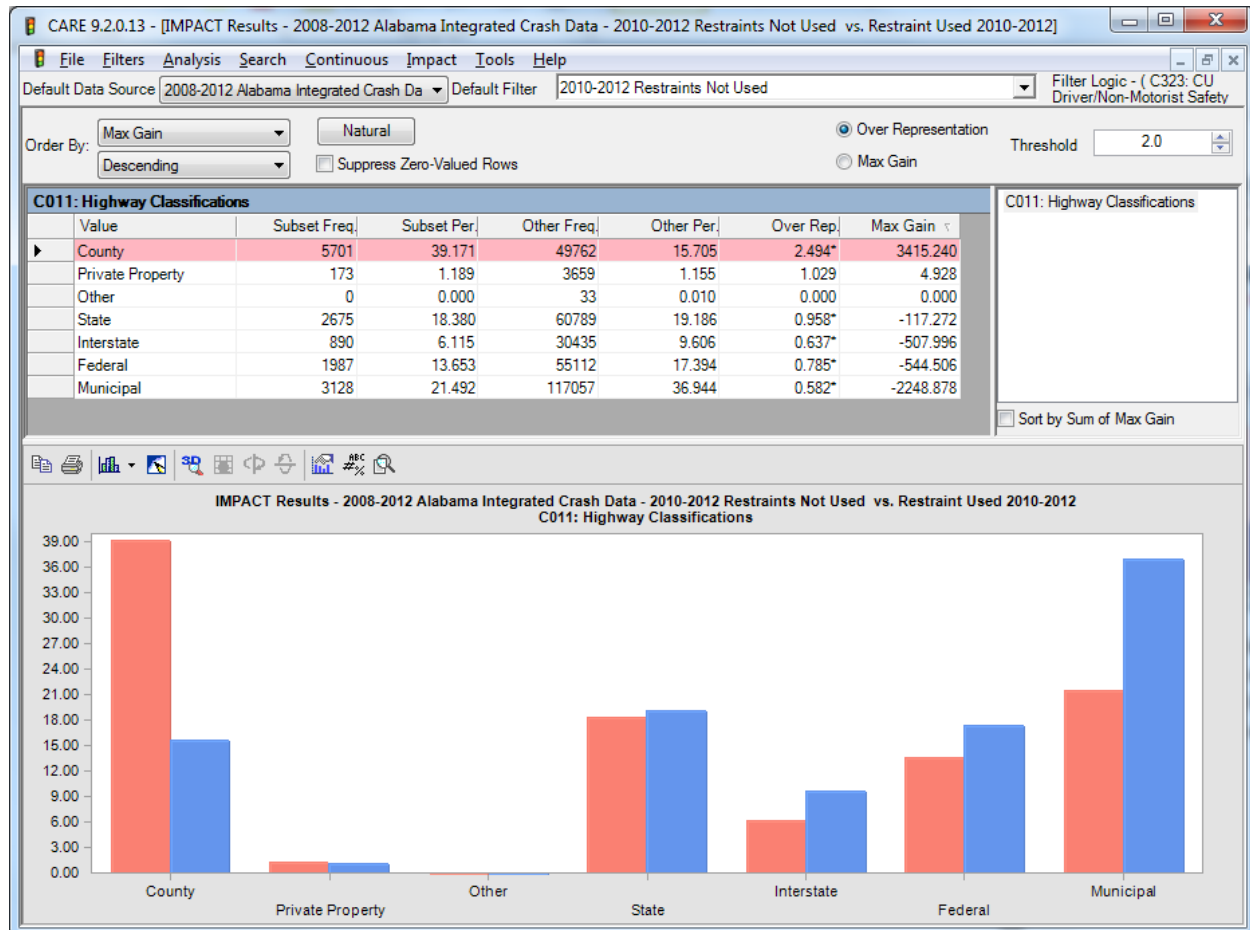 CARE 9.2.0.13 - [IMPACT Results - 2008-2012 Alabama Integrated Crash Data - 2010-2012 Restraints Not Used vs. Restraint Used 2010-2012]
File Filters Analysis Search Continuous Impact Tools Help
Default Data Source 2008-2012 Alabama Integrated Crash Da Default Filter 2010-2012 Restraints Not Used Filter Logic - ( C323: CU
Driver/Non-Motorist Safety
Order By: Max Gain Natural Over Representation Threshold 2.0
Descending Suppress Zero-Valued Rows Max Gain
C011: Highway Classifications C011: Highway Classifications
Value Subset Freq. Subset Per. Other Freq. Other Per. Over Rep. Max Gain
County 5701 39.171 49762 15.705 2.494* 3415.240
Private Property 173 1.189 3659 1.155 1.029 4.928
Other 0 0.000 33 0.010 0.000 0.000
State 2675 18.380 60789 19.186 0.958* -117.272
Interstate 890 6.115 30435 9.606 0.637* -507.996
Federal 1987 13.653 55112 17.394 0.785* -544.506
Municipal 3128 21.492 117057 36.944 0.582* -2248.878
Sort by Sum of Max Gain
3D ABC #%
IMPACT Results - 2008-2012 Alabama Integrated Crash Data - 2010-2012 Restraints Not Used vs. Restraint Used 2010-2012
C011: Highway Classifications
39.00
36.00
33.00
30.00
27.00
24.00
21.00
18.00
15.00
12.00
9.00
6.00
3.00
0.00
County Other Interstate Municipal
Private Property State Federal